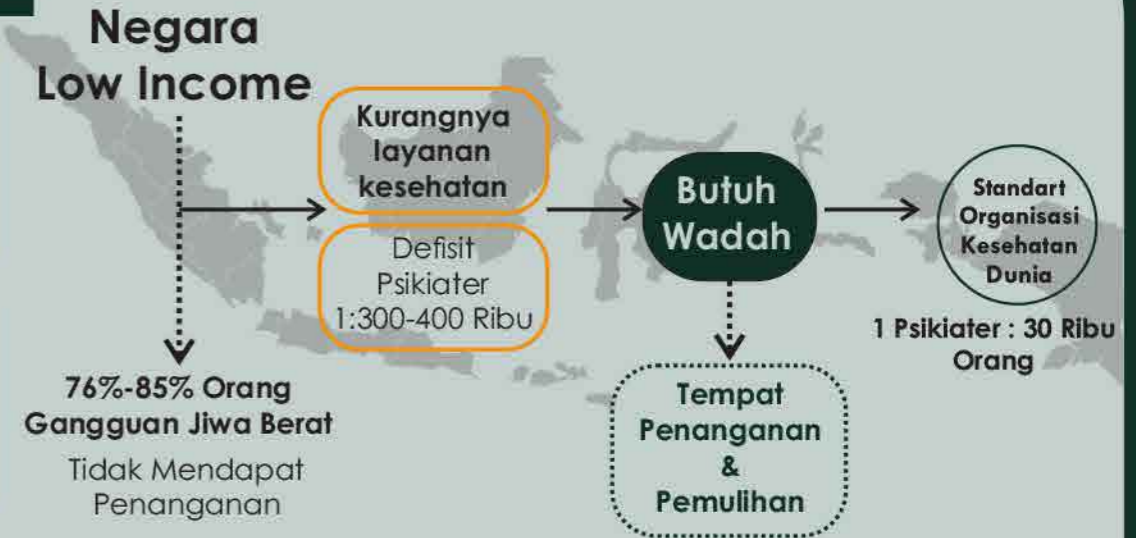 Negara
Low Income
Kurangnya
layanan
kesehatan
Defisit
Psikiater
1:300-400 Ribu
Butuh
Wadah
Standart
Organisasi
Kesehatan
Dunia
1 Psikiater : 30 Ribu
Orang
76%-85% Orang
Gangguan Jiwa Berat
Tidak Mendapat
Penanganan
Tempat
Penanganan
&
Pemulihan